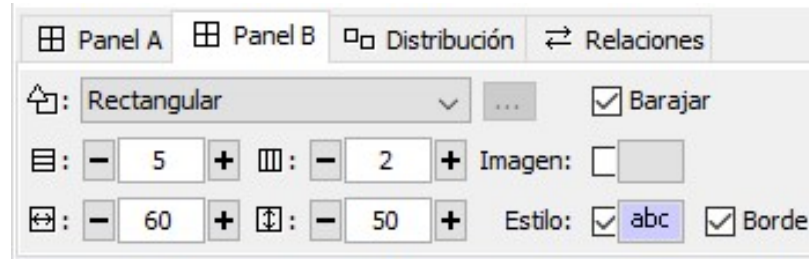 Panel A Panel B Distribución Relaciones
: Rectangular ... Barajar
: − 5 + : − 2 + Imagen:
: − 60 + : − 50 + Estilo: abc Borde